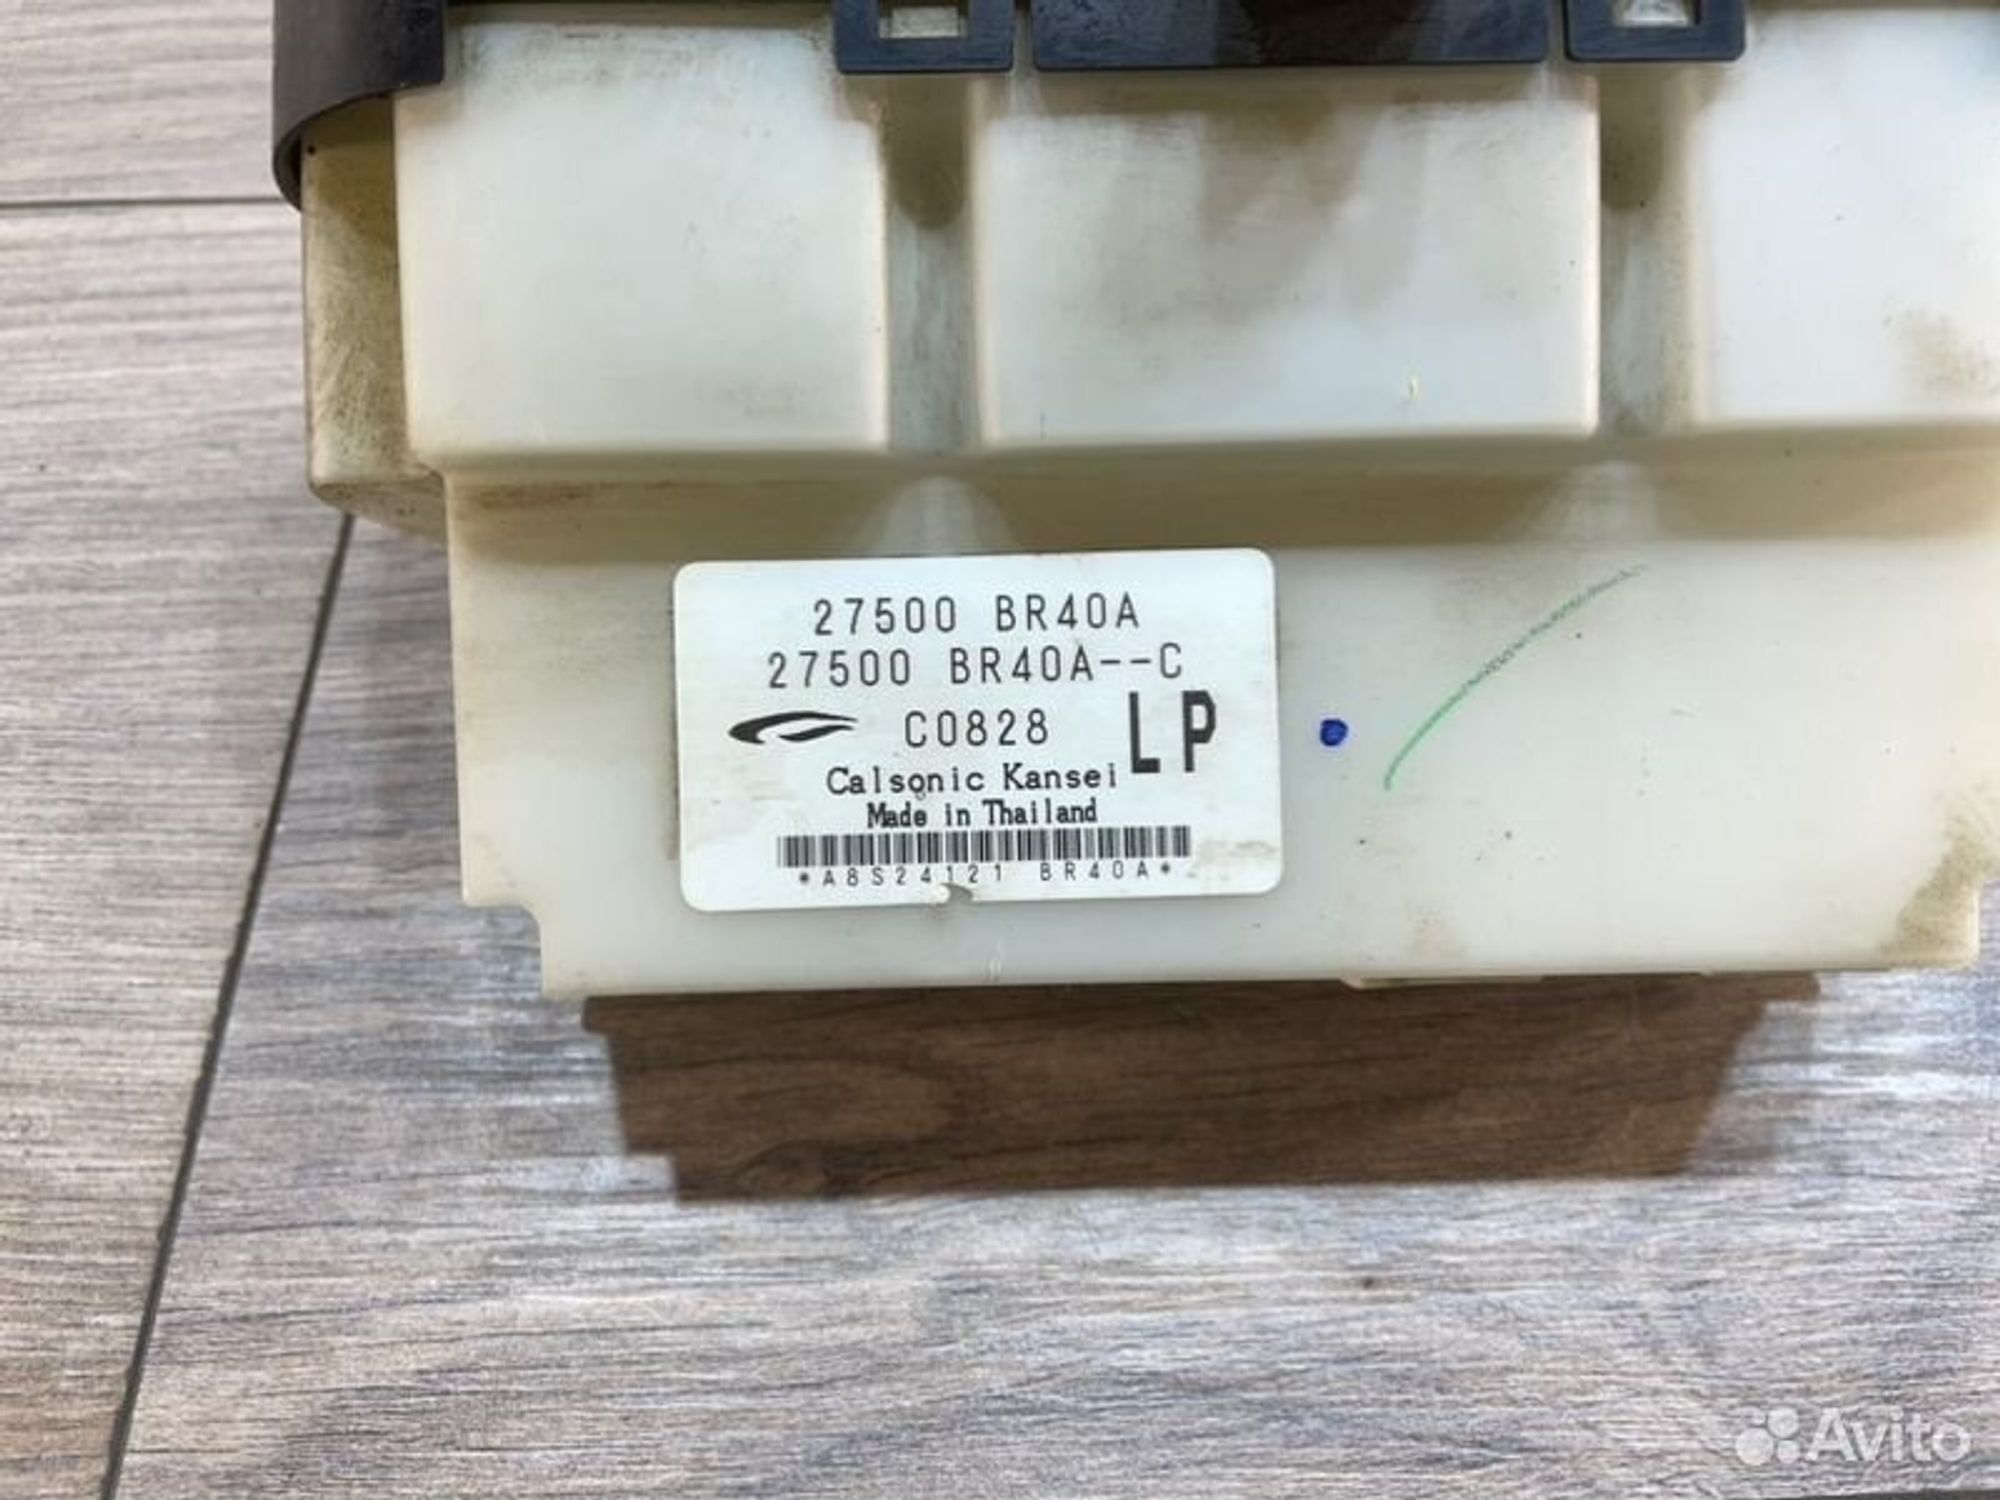 27500 BR40A
27500 BR40A--C
C0828 LP
Calsonic Kansei
Made in Thailand
*A8S24121 BR40A*
Avito